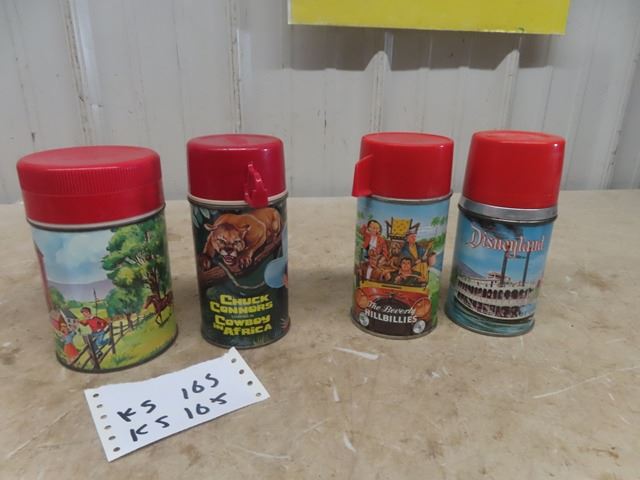 CHUCK
CONNORS
COWBOY
IN AFRICA
The Beverly
HILLBILLIES
Disneyland
KS 165
KS 165